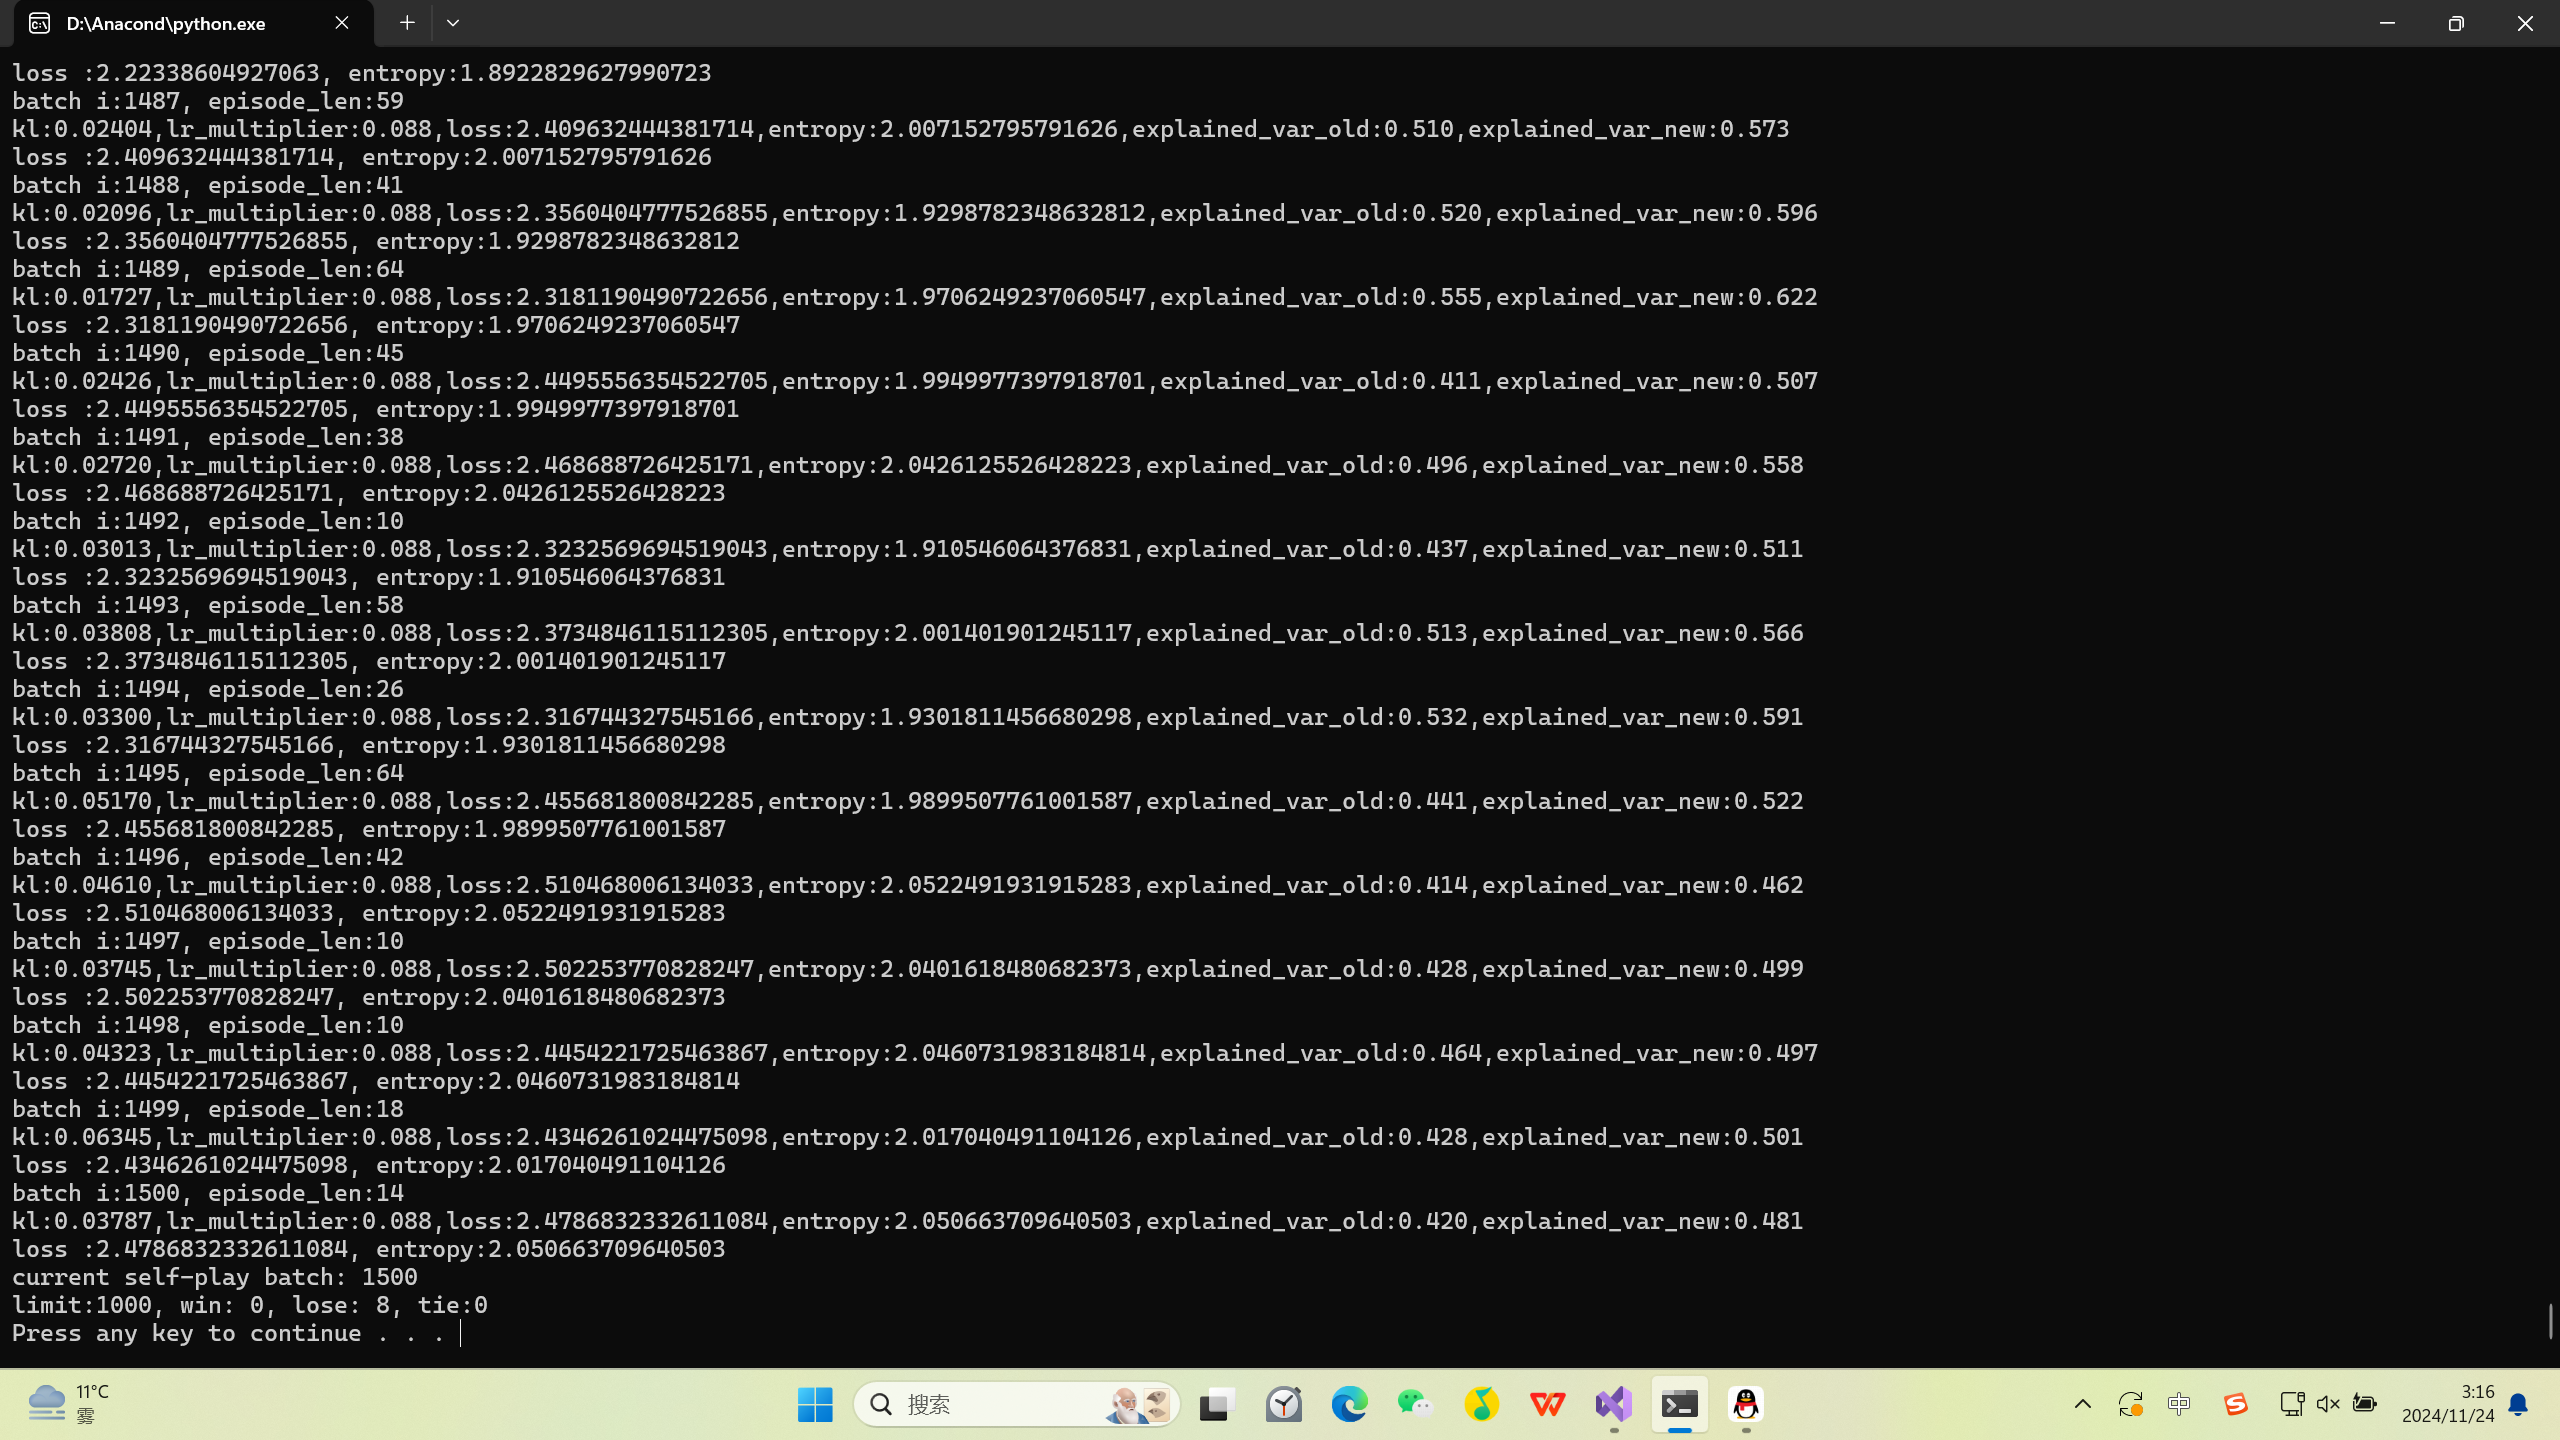 D:\Anacond\python.exe
loss :2.22338604927063, entropy:1.8922829627990723
batch i:1487, episode_len:59
kl:0.02404,lr_multiplier:0.088,loss:2.409632444381714,entropy:2.007152795791626,explained_var_old:0.510,explained_var_new:0.573
loss :2.409632444381714, entropy:2.007152795791626
batch i:1488, episode_len:41
kl:0.02096,lr_multiplier:0.088,loss:2.3560404777526855,entropy:1.9298782348632812,explained_var_old:0.520,explained_var_new:0.596
loss :2.3560404777526855, entropy:1.9298782348632812
batch i:1489, episode_len:64
kl:0.01727,lr_multiplier:0.088,loss:2.3181190490722656,entropy:1.9706249237060547,explained_var_old:0.555,explained_var_new:0.622
loss :2.3181190490722656, entropy:1.9706249237060547
batch i:1490, episode_len:45
kl:0.02426,lr_multiplier:0.088,loss:2.4495556354522705,entropy:1.9949977397918701,explained_var_old:0.411,explained_var_new:0.507
loss :2.4495556354522705, entropy:1.9949977397918701
batch i:1491, episode_len:38
kl:0.02720,lr_multiplier:0.088,loss:2.468688726425171,entropy:2.0426125526428223,explained_var_old:0.496,explained_var_new:0.558
loss :2.468688726425171, entropy:2.0426125526428223
batch i:1492, episode_len:10
kl:0.03013,lr_multiplier:0.088,loss:2.3232569694519043,entropy:1.910546064376831,explained_var_old:0.437,explained_var_new:0.511
loss :2.3232569694519043, entropy:1.910546064376831
batch i:1493, episode_len:58
kl:0.03808,lr_multiplier:0.088,loss:2.3734846115112305,entropy:2.001401901245117,explained_var_old:0.513,explained_var_new:0.566
loss :2.3734846115112305, entropy:2.001401901245117
batch i:1494, episode_len:26
kl:0.03300,lr_multiplier:0.088,loss:2.316744327545166,entropy:1.9301811456680298,explained_var_old:0.532,explained_var_new:0.591
loss :2.316744327545166, entropy:1.9301811456680298
batch i:1495, episode_len:64
kl:0.05170,lr_multiplier:0.088,loss:2.455681800842285,entropy:1.9899507761001587,explained_var_old:0.441,explained_var_new:0.522
loss :2.455681800842285, entropy:1.9899507761001587
batch i:1496, episode_len:42
kl:0.04610,lr_multiplier:0.088,loss:2.510468006134033,entropy:2.0522491931915283,explained_var_old:0.414,explained_var_new:0.462
loss :2.510468006134033, entropy:2.0522491931915283
batch i:1497, episode_len:10
kl:0.03745,lr_multiplier:0.088,loss:2.502253770828247,entropy:2.0401618480682373,explained_var_old:0.428,explained_var_new:0.499
loss :2.502253770828247, entropy:2.0401618480682373
batch i:1498, episode_len:10
kl:0.04323,lr_multiplier:0.088,loss:2.4454221725463867,entropy:2.0460731983184814,explained_var_old:0.464,explained_var_new:0.497
loss :2.4454221725463867, entropy:2.0460731983184814
batch i:1499, episode_len:18
kl:0.06345,lr_multiplier:0.088,loss:2.4346261024475098,entropy:2.017040491104126,explained_var_old:0.428,explained_var_new:0.501
loss :2.4346261024475098, entropy:2.017040491104126
batch i:1500, episode_len:14
kl:0.03787,lr_multiplier:0.088,loss:2.4786832332611084,entropy:2.050663709640503,explained_var_old:0.420,explained_var_new:0.481
loss :2.4786832332611084, entropy:2.050663709640503
current self-play batch: 1500
limit:1000, win: 0, lose: 8, tie:0
Press any key to continue . . .
11°C
雾
搜索
中
3:16
2024/11/24